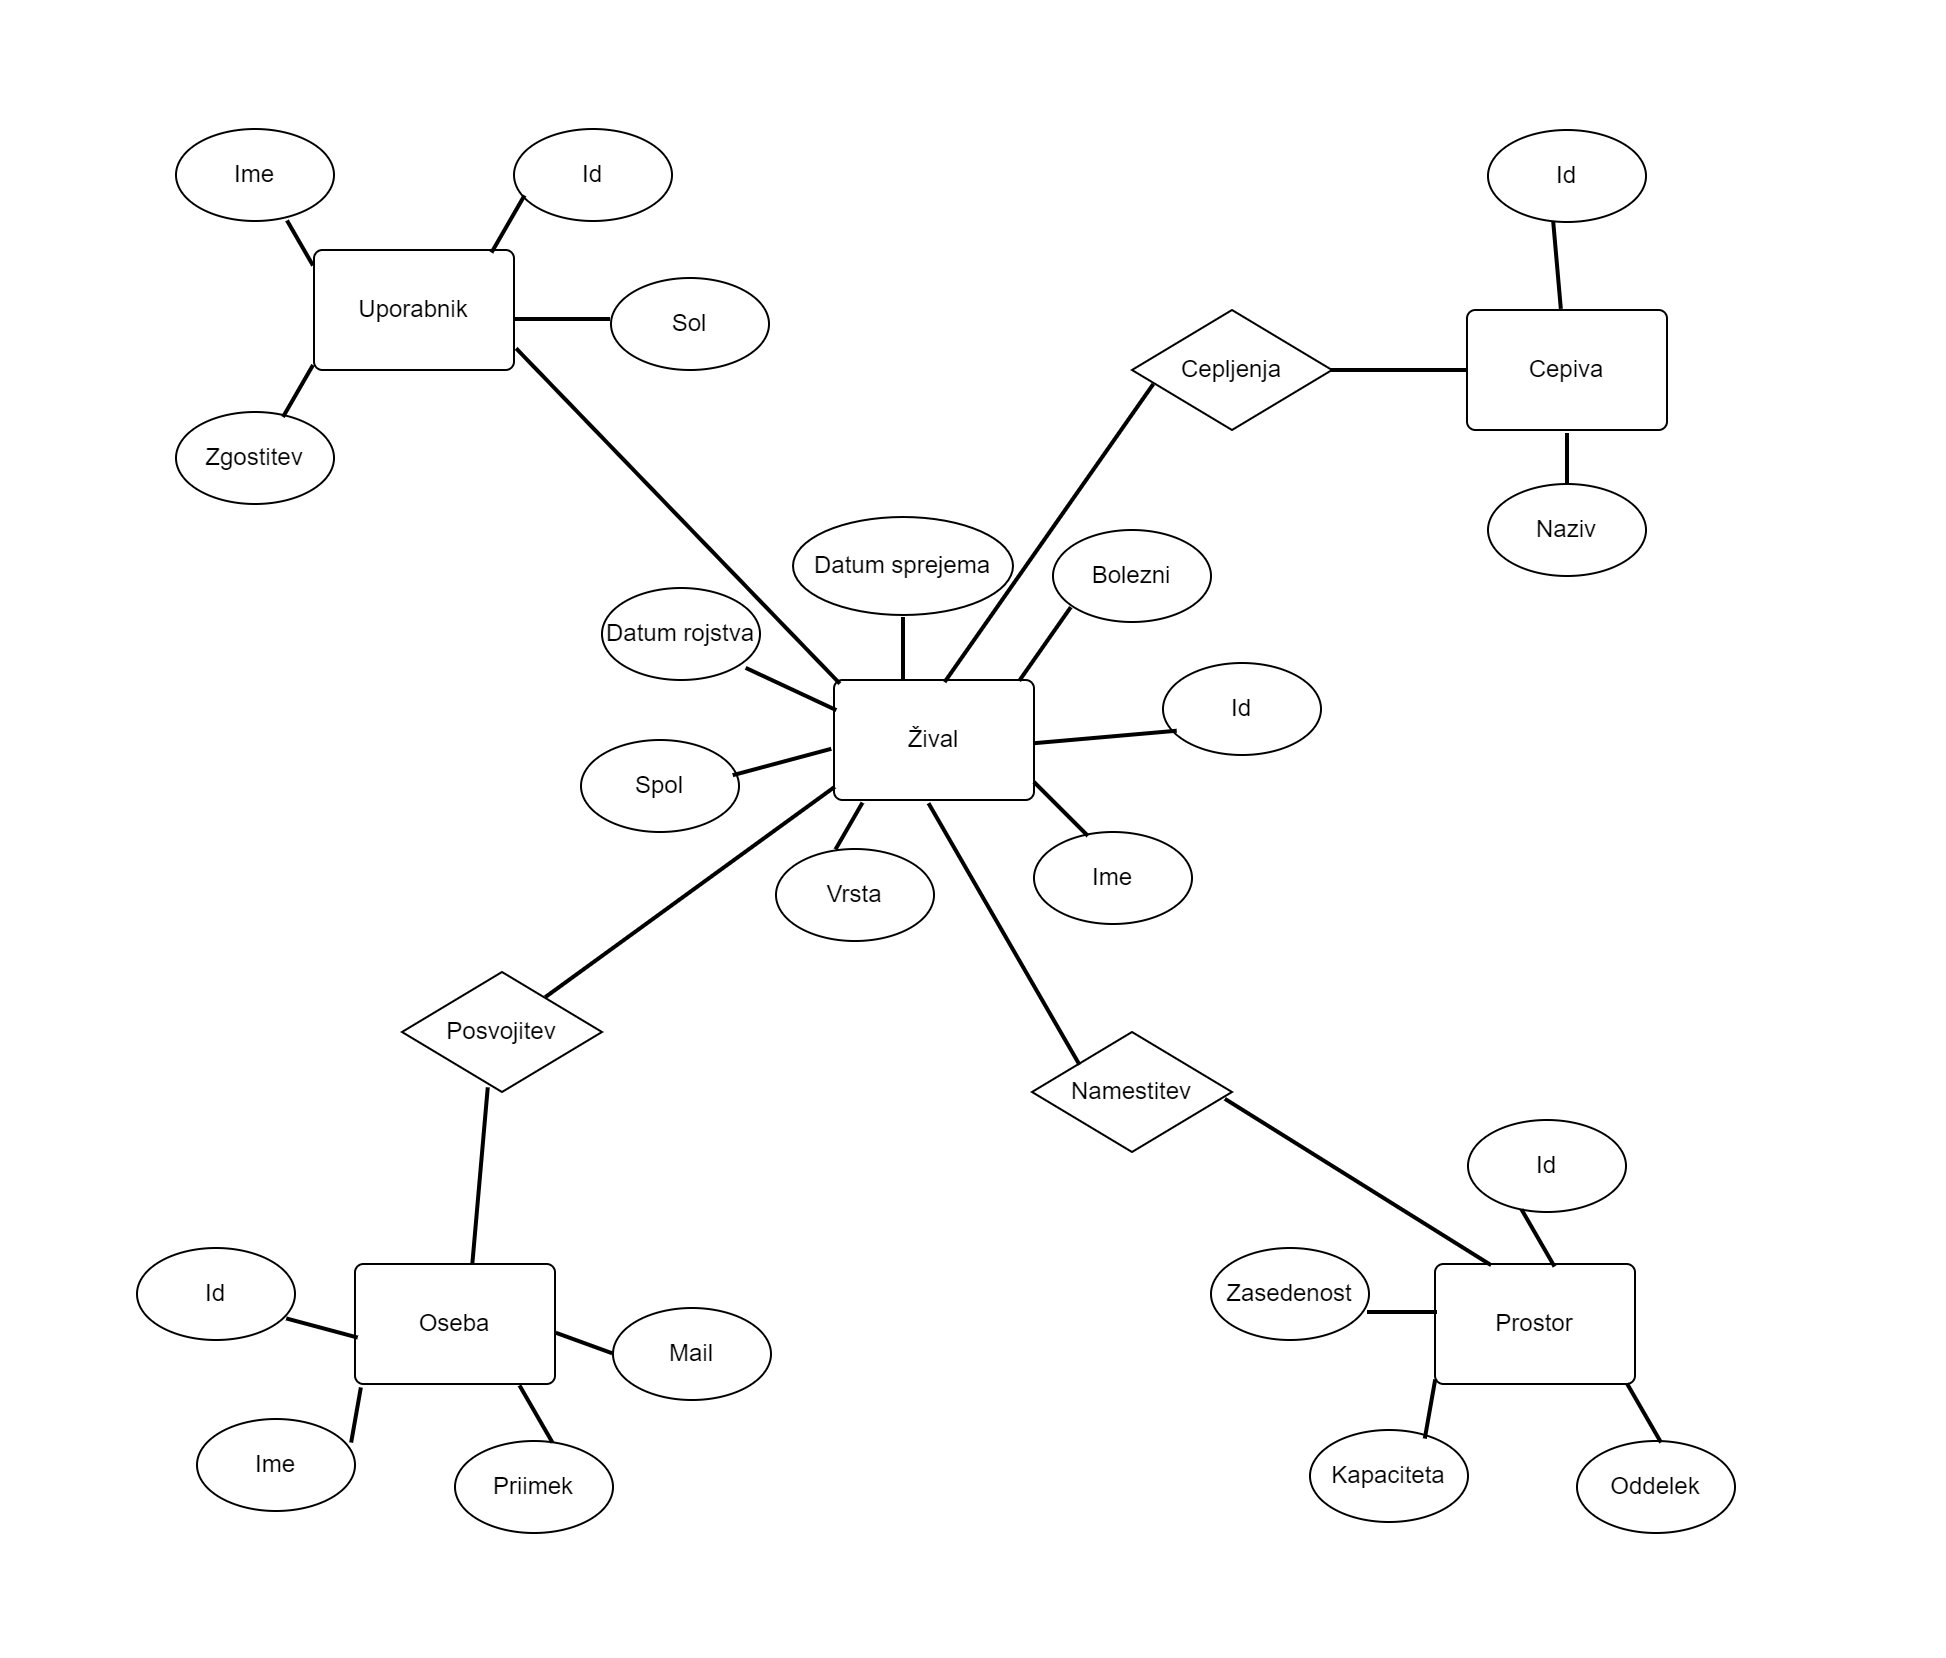 Ime
Id
Id
Uporabnik
Sol
Cepljenja
Cepiva
Zgostitev
Naziv
Datum sprejema
Bolezni
Datum rojstva
Id
Žival
Spol
Ime
Vrsta
Posvojitev
Namestitev
Id
Id
Zasedenost
Oseba
Prostor
Mail
Ime
Kapaciteta
Priimek
Oddelek